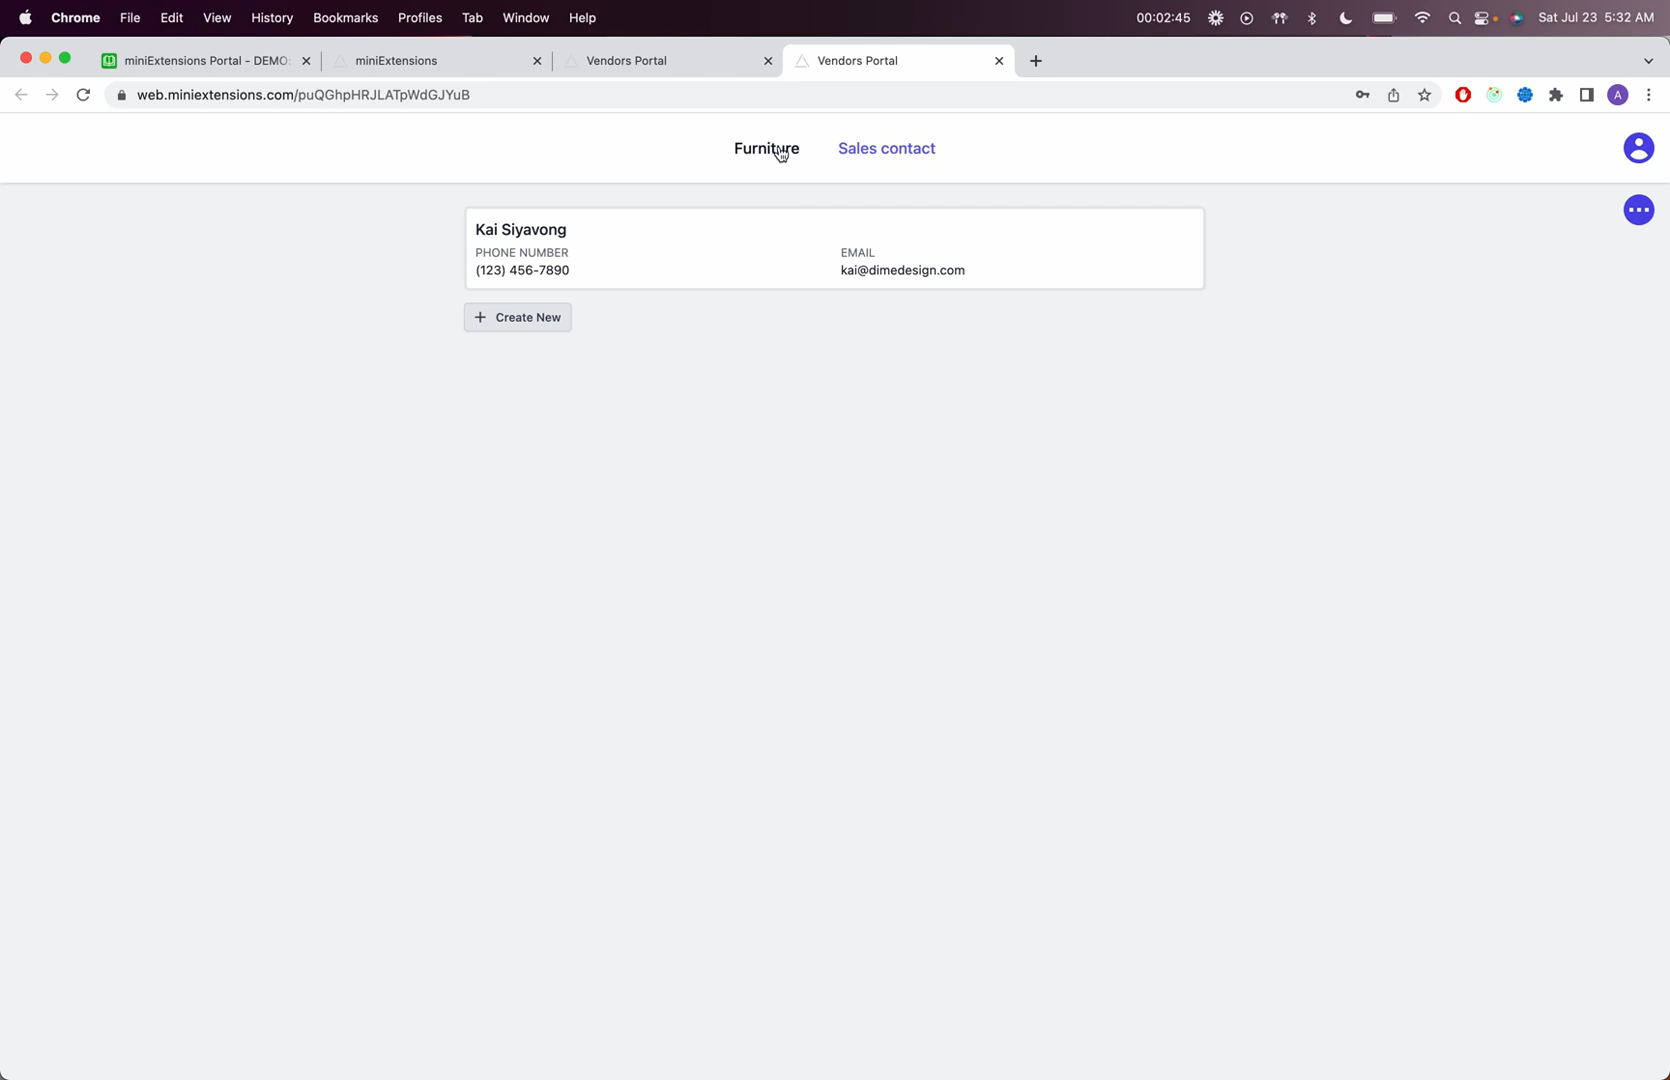 Chrome File Edit View History Bookmarks Profiles Tab Window Help 00:02:45 Sat Jul 23 5:32 AM
miniExtensions Portal - DEMO: miniExtensions Vendors Portal Vendors Portal
web.miniextensions.com/puQGhpHRJLATpWdGJYuB A
Furniture Sales contact
Kai Siyavong
PHONE NUMBER EMAIL
(123) 456-7890 kai@dimedesign.com
+ Create New